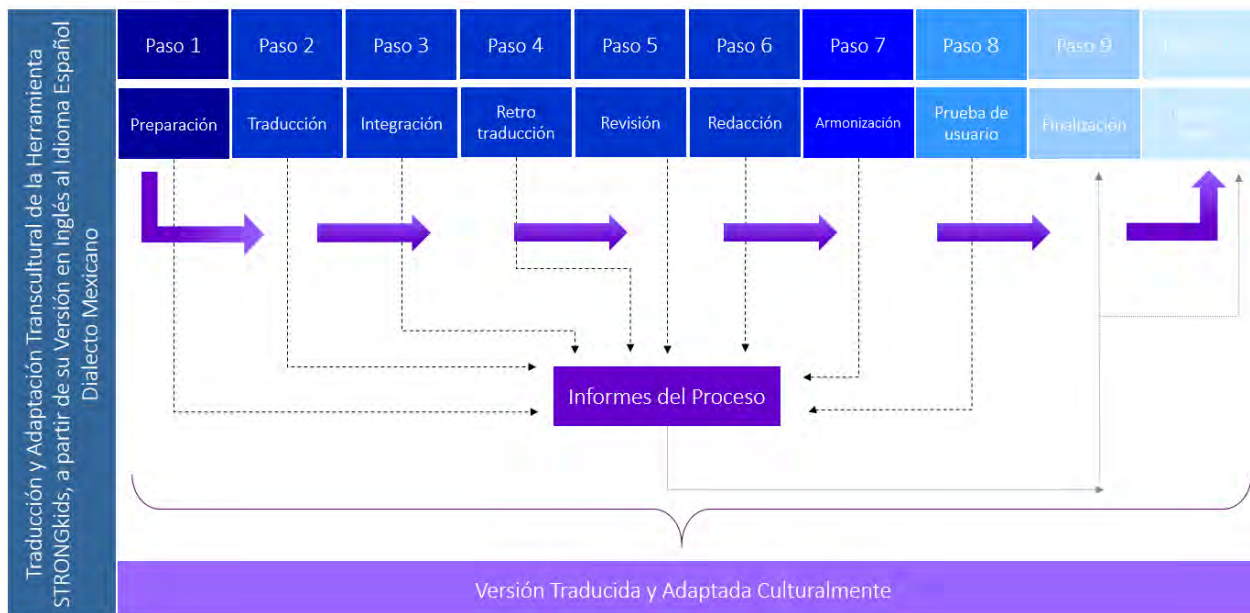 Traducción y Adaptación Transcultural de la Herramienta
STRONGkids, a partir de su Versión en Inglés al Idioma Español
Dialecto Mexicano
Paso 1
Paso 2
Paso 3
Paso 4
Paso 5
Paso 6
Paso 7
Paso 8
Paso 9
Preparación
Traducción
Integración
Retro
traducción
Revisión
Redacción
Armonización
Prueba de
usuario
Finalización
Informes del Proceso
Versión Traducida y Adaptada Culturalmente